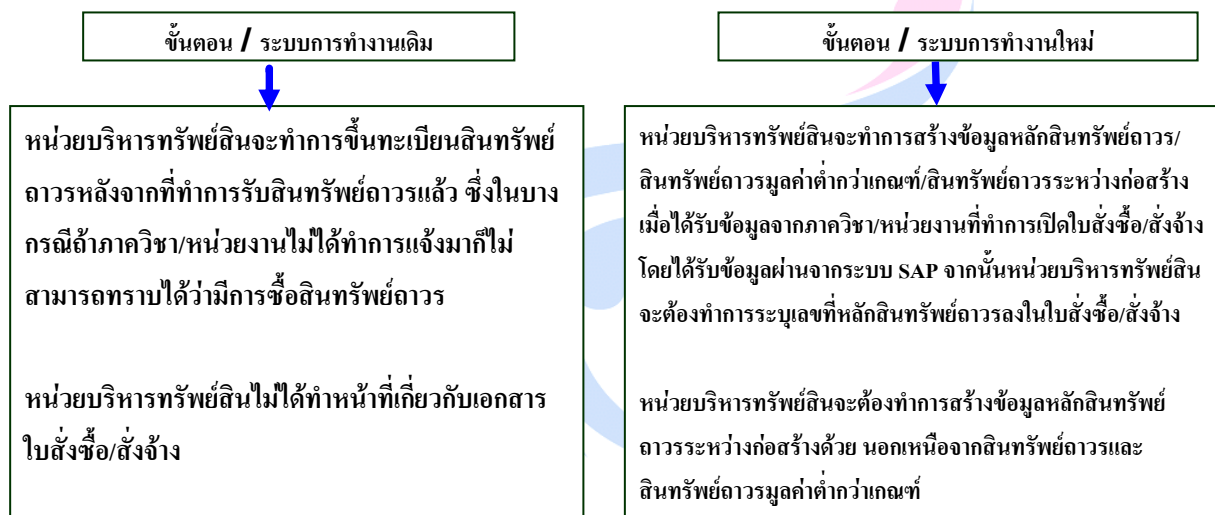 ขั้นตอน / ระบบการทำงานเดิม
หน่วยบริหารทรัพย์สินจะทำการขึ้นทะเบียนสินทรัพย์
ถาวรหลังจากที่ทำการรับสินทรัพย์ถาวรแล้ว ซึ่งในบาง
กรณีถ้าภาควิชา/หน่วยงานไม่ได้ทำการแจ้งมาก็ไม่
สามารถทราบได้ว่ามีการซื้อสินทรัพย์ถาวร
หน่วยบริหารทรัพย์สินไม่ได้ทำหน้าที่เกี่ยวกับเอกสาร
ใบสั่งซื้อ/สั่งจ้าง
ขั้นตอน / ระบบการทำงานใหม่
หน่วยบริหารทรัพย์สินจะทำการสร้างข้อมูลหลักสินทรัพย์ถาวร/
สินทรัพย์ถาวรมูลค่าต่ำกว่าเกณฑ์/สินทรัพย์ถาวรระหว่างก่อสร้าง
เมื่อได้รับข้อมูลจากภาควิชา/หน่วยงานที่ทำการเปิดใบสั่งซื้อ/สั่งจ้าง
โดยได้รับข้อมูลผ่านจากระบบ SAP จากนั้นหน่วยบริหารทรัพย์สิน
จะต้องทำการระบุเลขที่หลักสินทรัพย์ถาวรลงในใบสั่งซื้อ/สั่งจ้าง
หน่วยบริหารทรัพย์สินจะต้องทำการสร้างข้อมูลหลักสินทรัพย์
ถาวรระหว่างก่อสร้างด้วย นอกเหนือจากสินทรัพย์ถาวรและ
สินทรัพย์ถาวรมูลค่าต่ำกว่าเกณฑ์